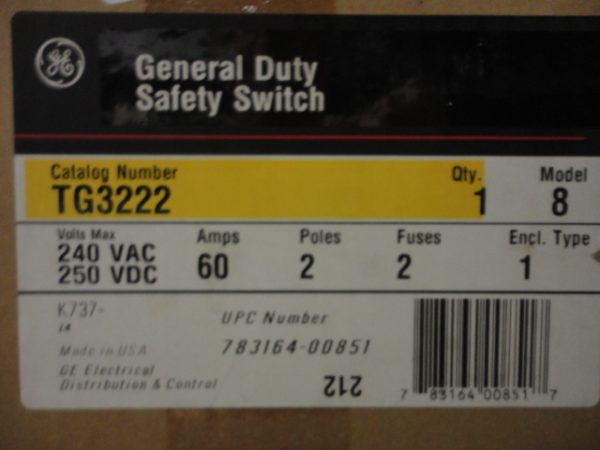 GE
General Duty
Safety Switch
Catalog Number Qty. Model
TG3222 1 8
Volts Max Amps Poles Fuses Encl. Type
240 VAC
250 VDC 60 2 2 1
K737-
14
UPC Number
Made in USA 783164-00851
GE Electrical
Distribution & Control
212
7 83164 00851 7